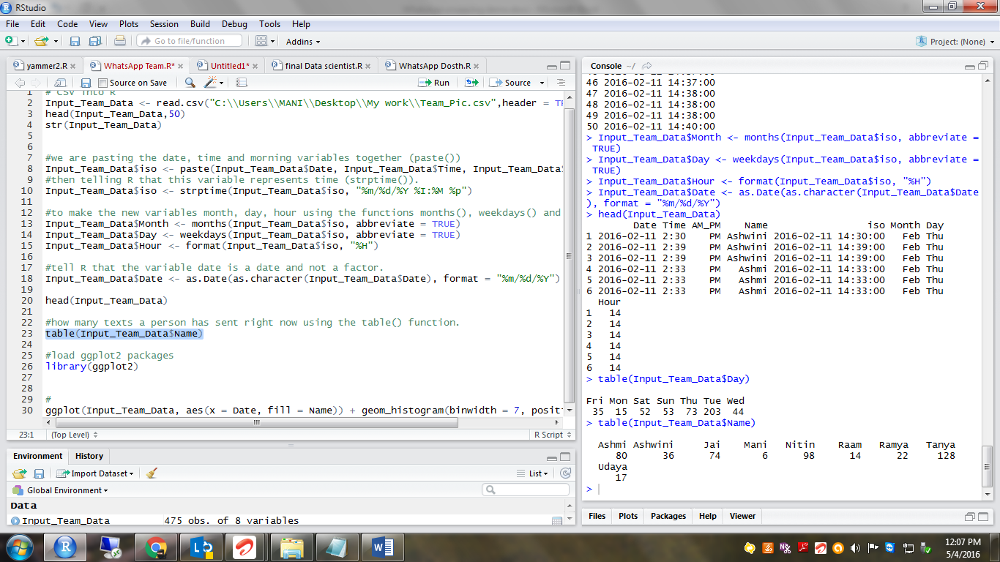 RStudio
File Edit Code View Plots Session Build Debug Tools Help
Go to file/function Addins Project: (None)
yammer2.R WhatsApp Team.R* Untitled1* final Data scientist.R WhatsApp Dosth.R
Source on Save Run Source
1 # CSV into R
2 Input_Team_Data <- read.csv("C:\\Users\\MANI\\Desktop\\My work\\Team_Pic.csv",header = TR
3 head(Input_Team_Data,50)
4 str(Input_Team_Data)
5
6
7 #we are pasting the date, time and morning variables together (paste())
8 Input_Team_Data$iso <- paste(Input_Team_Data$Date, Input_Team_Data$Time, Input_Team_Data$
9 #then telling R that this variable represents time (strptime()).
10 Input_Team_Data$iso <- strptime(Input_Team_Data$iso, "%m/%d/%Y %I:%M %p")
11
12 #to make the new variables month, day, hour using the functions months(), weekdays() and
13 Input_Team_Data$Month <- months(Input_Team_Data$iso, abbreviate = TRUE)
14 Input_Team_Data$Day <- weekdays(Input_Team_Data$iso, abbreviate = TRUE)
15 Input_Team_Data$Hour <- format(Input_Team_Data$iso, "%H")
16
17 #tell R that the variable date is a date and not a factor.
18 Input_Team_Data$Date <- as.Date(as.character(Input_Team_Data$Date), format = "%m/%d/%Y")
19
20 head(Input_Team_Data)
21
22 #how many texts a person has sent right now using the table() function.
23 table(Input_Team_Data$Name)
24
25 #load ggplot2 packages
26 library(ggplot2)
27
28
29 #
30 ggplot(Input_Team_Data, aes(x = Date, fill = Name)) + geom_histogram(binwidth = 7, posit
23:1 (Top Level) R Script
Environment History
Import Dataset List
Global Environment
Data
Input_Team_Data 475 obs. of 8 variables
Console ~/
46 2016-02-11 14:37:00
47 2016-02-11 14:38:00
48 2016-02-11 14:38:00
49 2016-02-11 14:38:00
50 2016-02-11 14:40:00
> Input_Team_Data$Month <- months(Input_Team_Data$iso, abbreviate =
TRUE)
> Input_Team_Data$Day <- weekdays(Input_Team_Data$iso, abbreviate =
TRUE)
> Input_Team_Data$Hour <- format(Input_Team_Data$iso, "%H")
> Input_Team_Data$Date <- as.Date(as.character(Input_Team_Data$Date
), format = "%m/%d/%Y")
> head(Input_Team_Data)
Date Time AM_PM Name iso Month Day
1 2016-02-11 2:30 PM Ashwini 2016-02-11 14:30:00 Feb Thu
2 2016-02-11 2:39 PM Ashwini 2016-02-11 14:39:00 Feb Thu
3 2016-02-11 2:39 PM Ashwini 2016-02-11 14:39:00 Feb Thu
4 2016-02-11 2:33 PM Ashmi 2016-02-11 14:33:00 Feb Thu
5 2016-02-11 2:33 PM Ashmi 2016-02-11 14:33:00 Feb Thu
6 2016-02-11 2:33 PM Ashmi 2016-02-11 14:33:00 Feb Thu
Hour
1 14
2 14
3 14
4 14
5 14
6 14
> table(Input_Team_Data$Day)
Fri Mon Sat Sun Thu Tue Wed
35 15 52 53 73 203 44
> table(Input_Team_Data$Name)
Ashmi Ashwini Jai Mani Nitin Raam Ramya Tanya
80 36 74 6 98 14 22 128
Udaya
17
>
Files Plots Packages Help Viewer
12:07 PM
5/4/2016